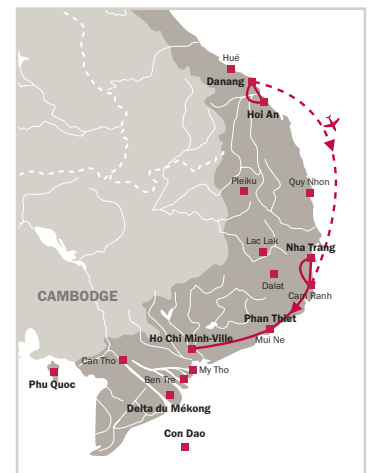 Hué
Danang
Hoi An
Pleiku
Quy Nhon
Lac Lak
Nha Trang
Dalat
Cam Ranh
CAMBODGE
Phan Thiet
Mui Ne
Ho Chi Minh-Ville
Can Tho
My Tho
Ben Tre
Phu Quoc
Delta du Mékong
Con Dao